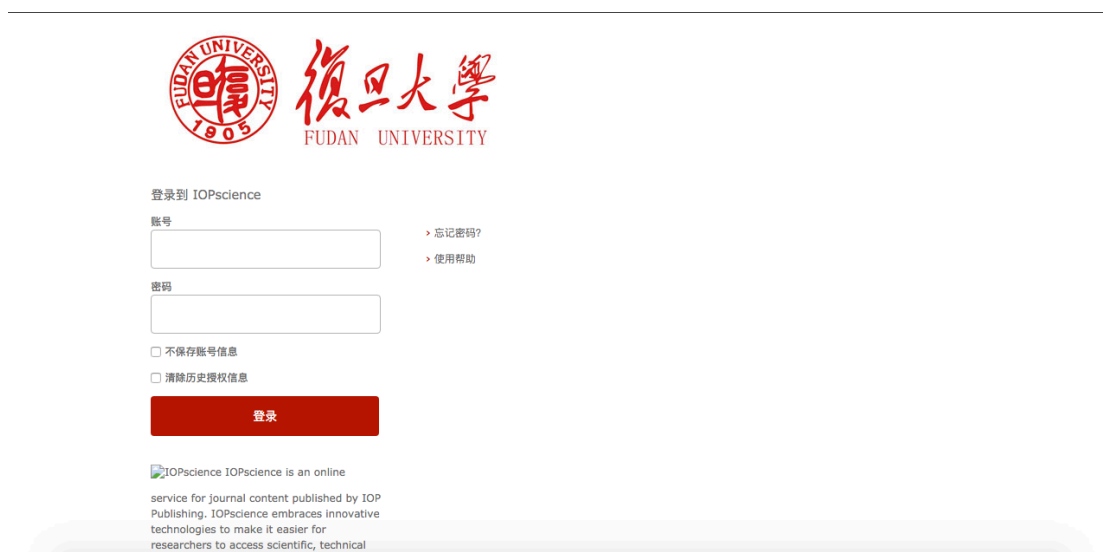 FUDAN UNIVERSITY
1905
復旦大學
FUDAN UNIVERSITY
登录到 IOPscience
账号
› 忘记密码?
› 使用帮助
密码
不保存账号信息
清除历史授权信息
登录
IOPscience IOPscience is an online
service for journal content published by IOP
Publishing. IOPscience embraces innovative
technologies to make it easier for
researchers to access scientific, technical